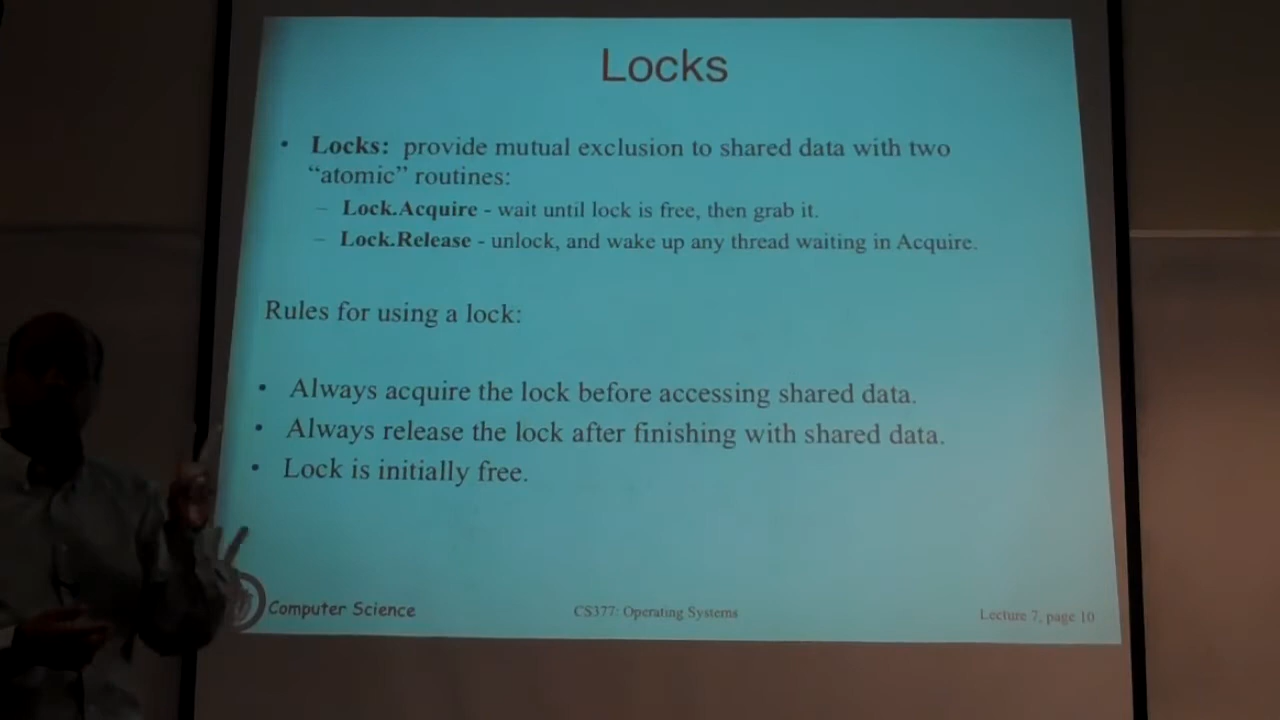 Locks
• Locks: provide mutual exclusion to shared data with two
“atomic” routines:
– Lock.Acquire - wait until lock is free, then grab it.
– Lock.Release - unlock, and wake up any thread waiting in Acquire.
Rules for using a lock:
• Always acquire the lock before accessing shared data.
• Always release the lock after finishing with shared data.
• Lock is initially free.
Computer Science
CS377: Operating Systems
Lecture 7, page 10